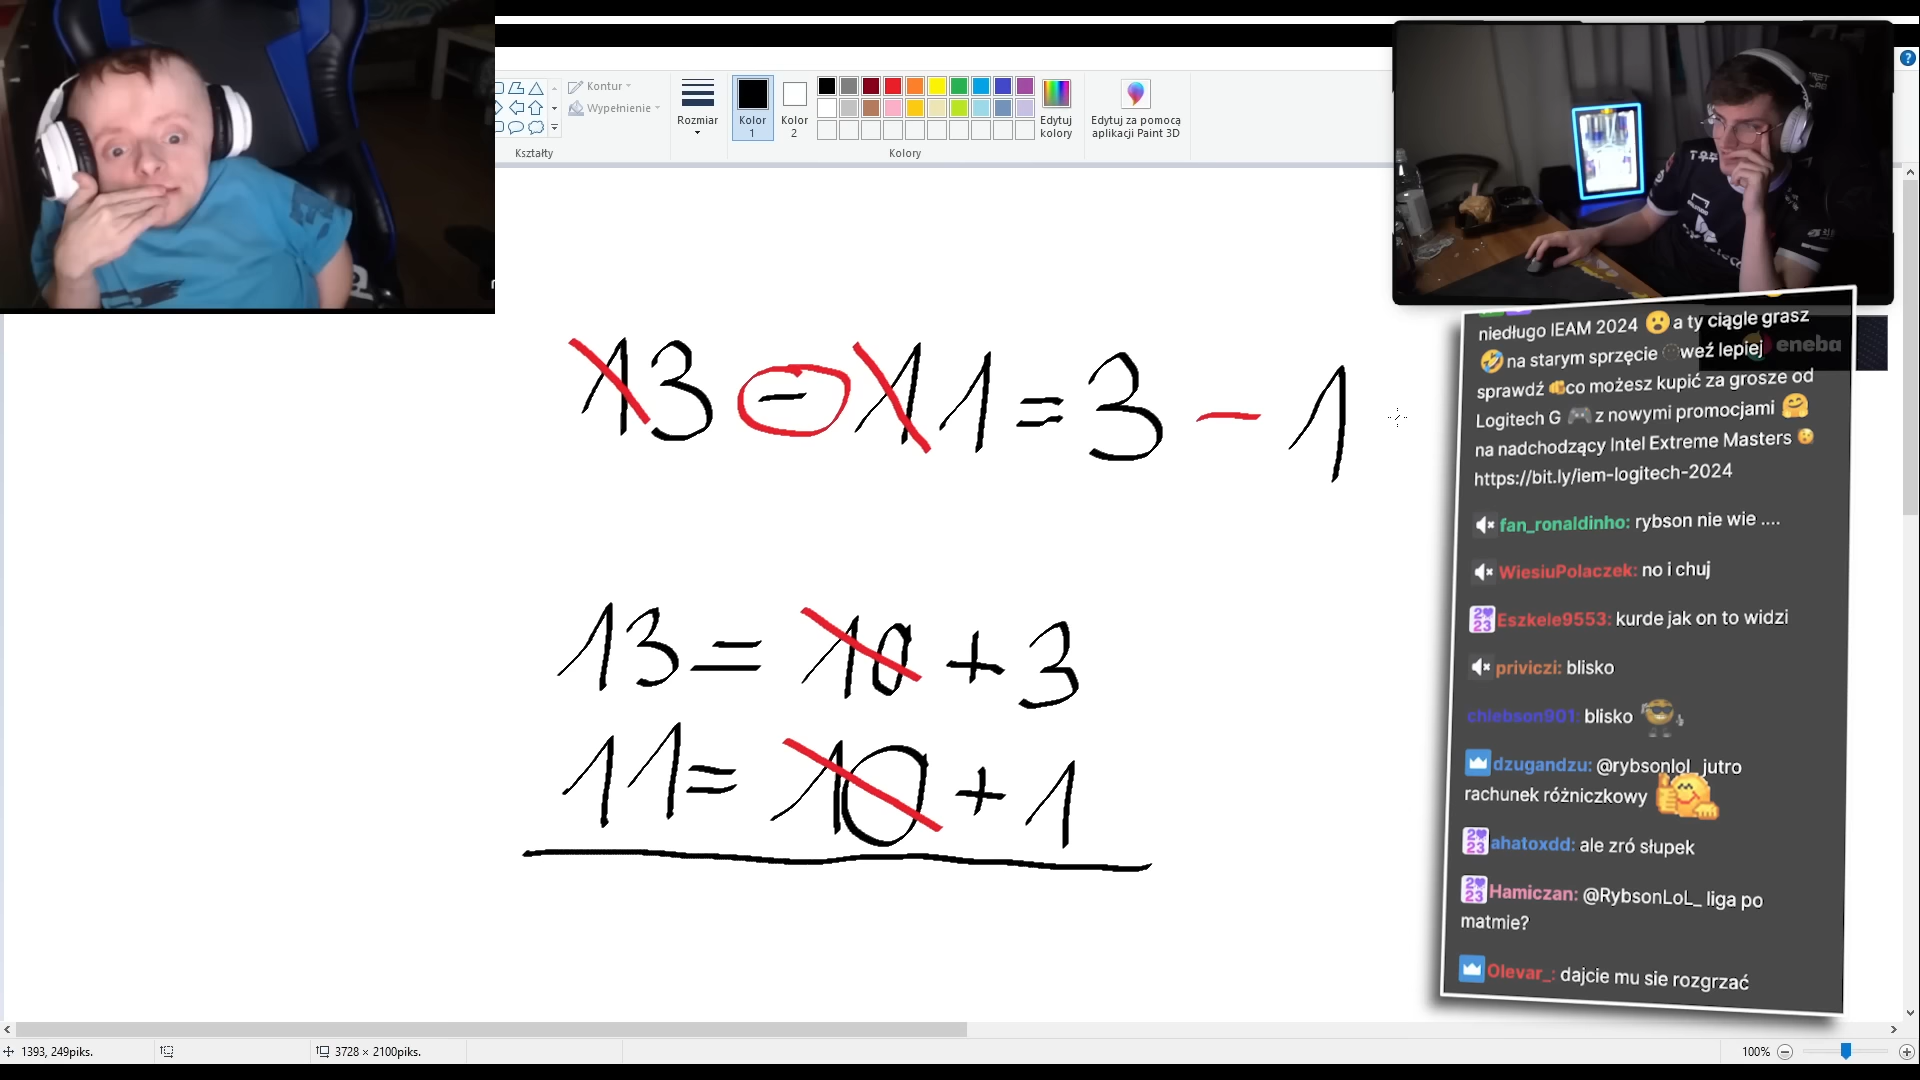 Kontur
Wypełnienie
Rozmiar
Kolor
1
Kolor
2
Edytuj
kolory
Edytuj za pomocą
aplikacji Paint 3D
Kształty
Kolory
13 - 11 = 3 - 1
13 = 10 + 3
11 = 10 + 1
niedługo IEAM 2024 😮 a ty ciągle grasz
🤣 na starym sprzęcie weź lepiej
eneba
sprawdź co możesz kupić za grosze od
Logitech G 🎮 z nowymi promocjami 🤗
na nadchodzący Intel Extreme Masters
https://bit.ly/iem-logitech-2024
fan_ronaldinho: rybson nie wie ....
WiesiuPolaczek: no i chuj
2023 Eszkele9553: kurde jak on to widzi
priviczi: blisko
chlebson901: blisko
dzugandzu: @rybsonlol_ jutro
rachunek różniczkowy
2023 ahatoxdd: ale zró słupek
2023 Hamiczan: @RybsonLoL_ liga po
matmie?
Olevar_: dajcie mu sie rozgrzać
1393, 249piks.
3728 × 2100piks.
100%